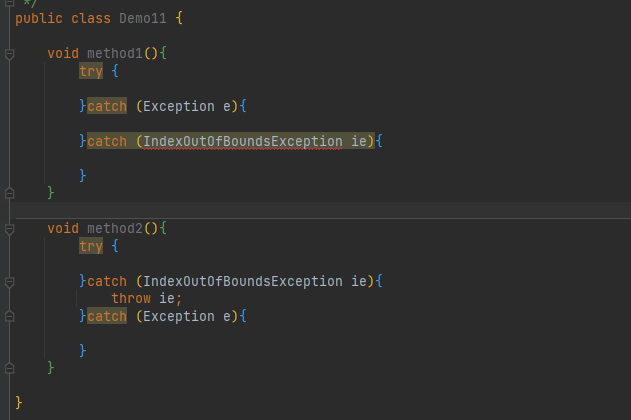 */
public class Demo11 {
void method1(){
try {
}catch (Exception e){
}catch (IndexOutOfBoundsException ie){
}
}
void method2(){
try {
}catch (IndexOutOfBoundsException ie){
throw ie;
}catch (Exception e){
}
}
}